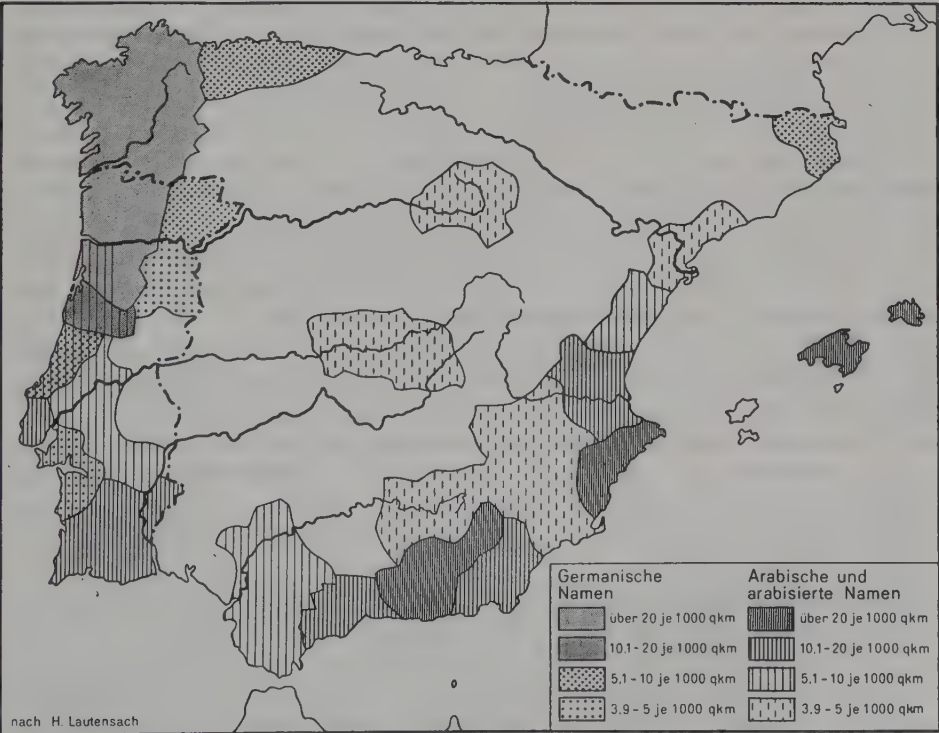 Germanische
Namen
über 20 je 1000 qkm
10,1-20 je 1000 qkm
5,1-10 je 1000 qkm
3,9-5 je 1000 qkm
Arabische und
arabisierte Namen
über 20 je 1000 qkm
10,1-20 je 1000 qkm
5,1-10 je 1000 qkm
3,9-5 je 1000 qkm
nach H. Lautensach